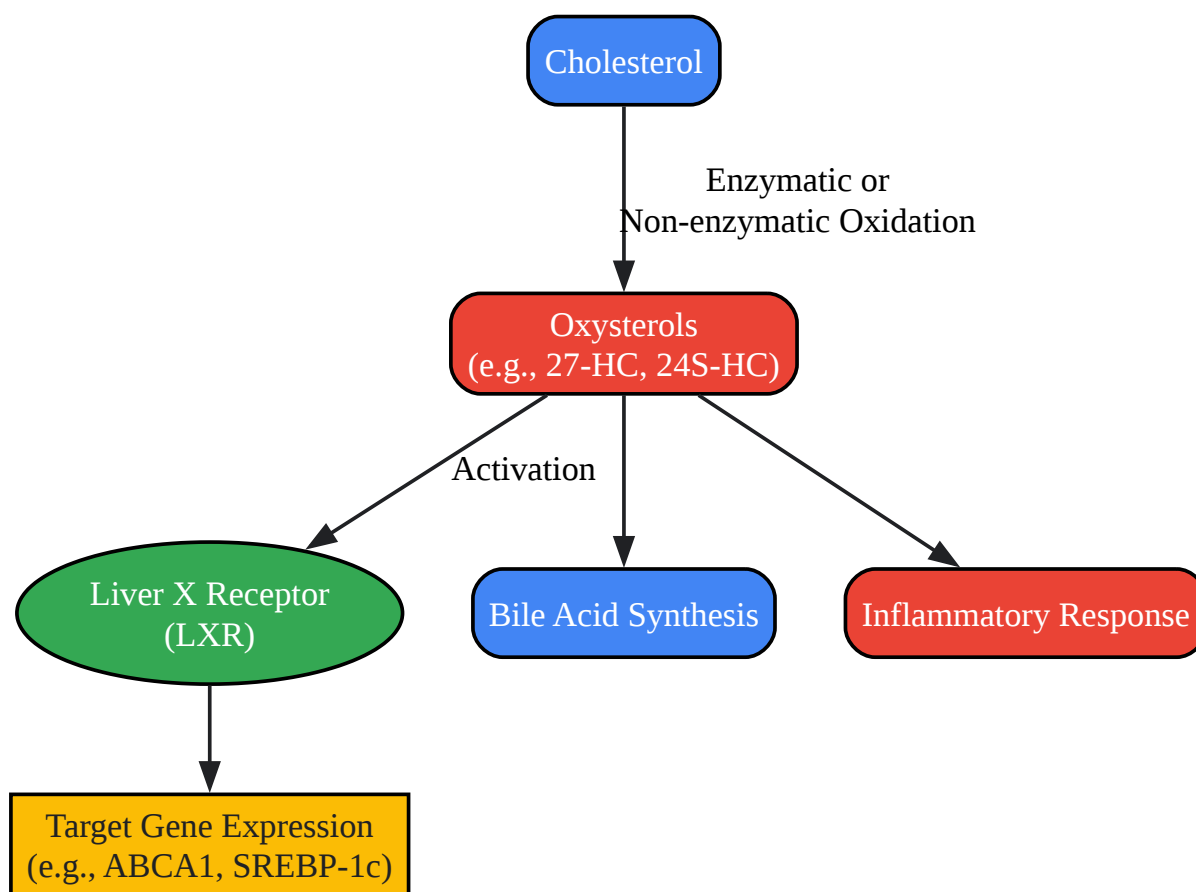 Cholesterol
Enzymatic or
Non-enzymatic Oxidation
Oxysterols
(e.g., 27-HC, 24S-HC)
Activation
Liver X Receptor
(LXR)
Bile Acid Synthesis
Inflammatory Response
Target Gene Expression
(e.g., ABCA1, SREBP-1c)